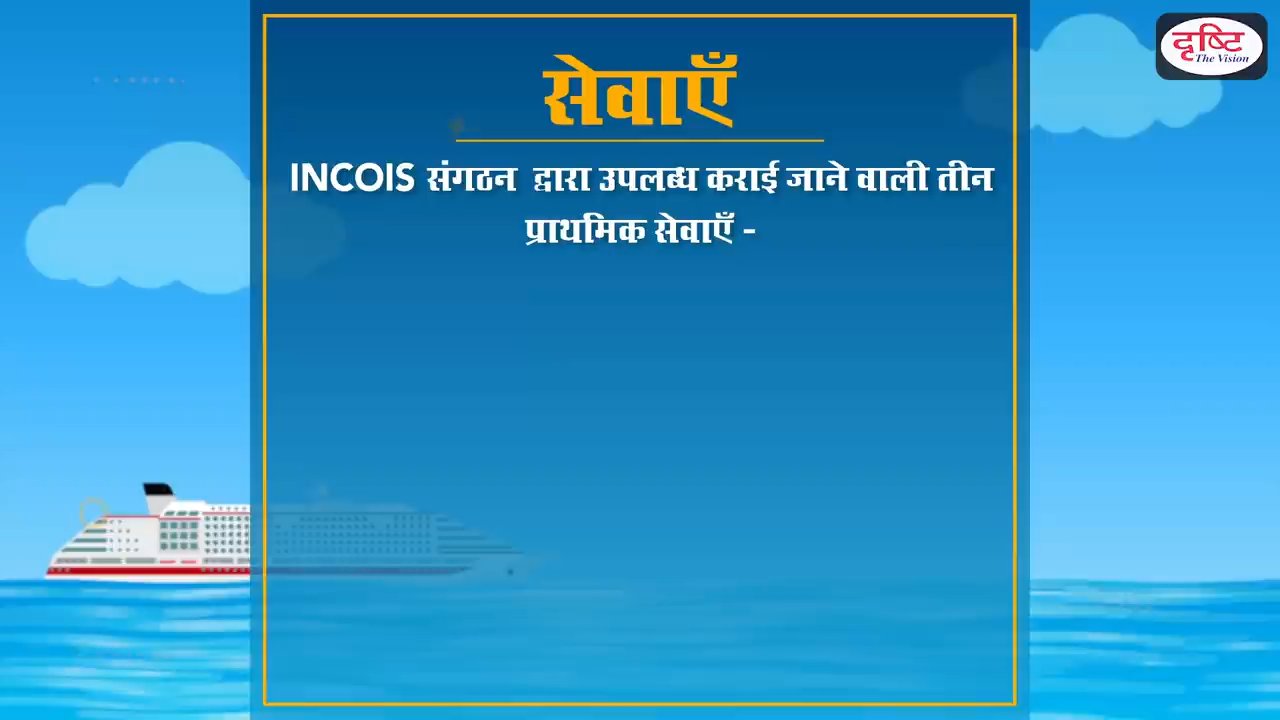 दृष्टि
The Vision
सेवाएँ
INCOIS संगठन द्वारा उपलब्ध कराई जाने वाली तीन
प्राथमिक सेवाएँ -